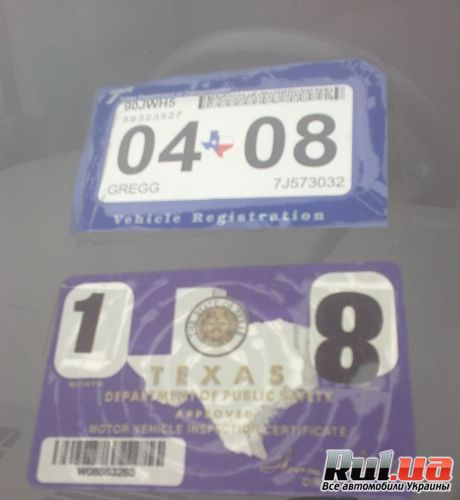 90JWH5
59323527
04 08
GREGG 7J573032
Vehicle Registration
1 8
MONTH
TEXAS
DEPARTMENT OF PUBLIC SAFETY
APPROVED
MOTOR VEHICLE INSPECTION CERTIFICATE
Rul.ua
Все автомобили Украины